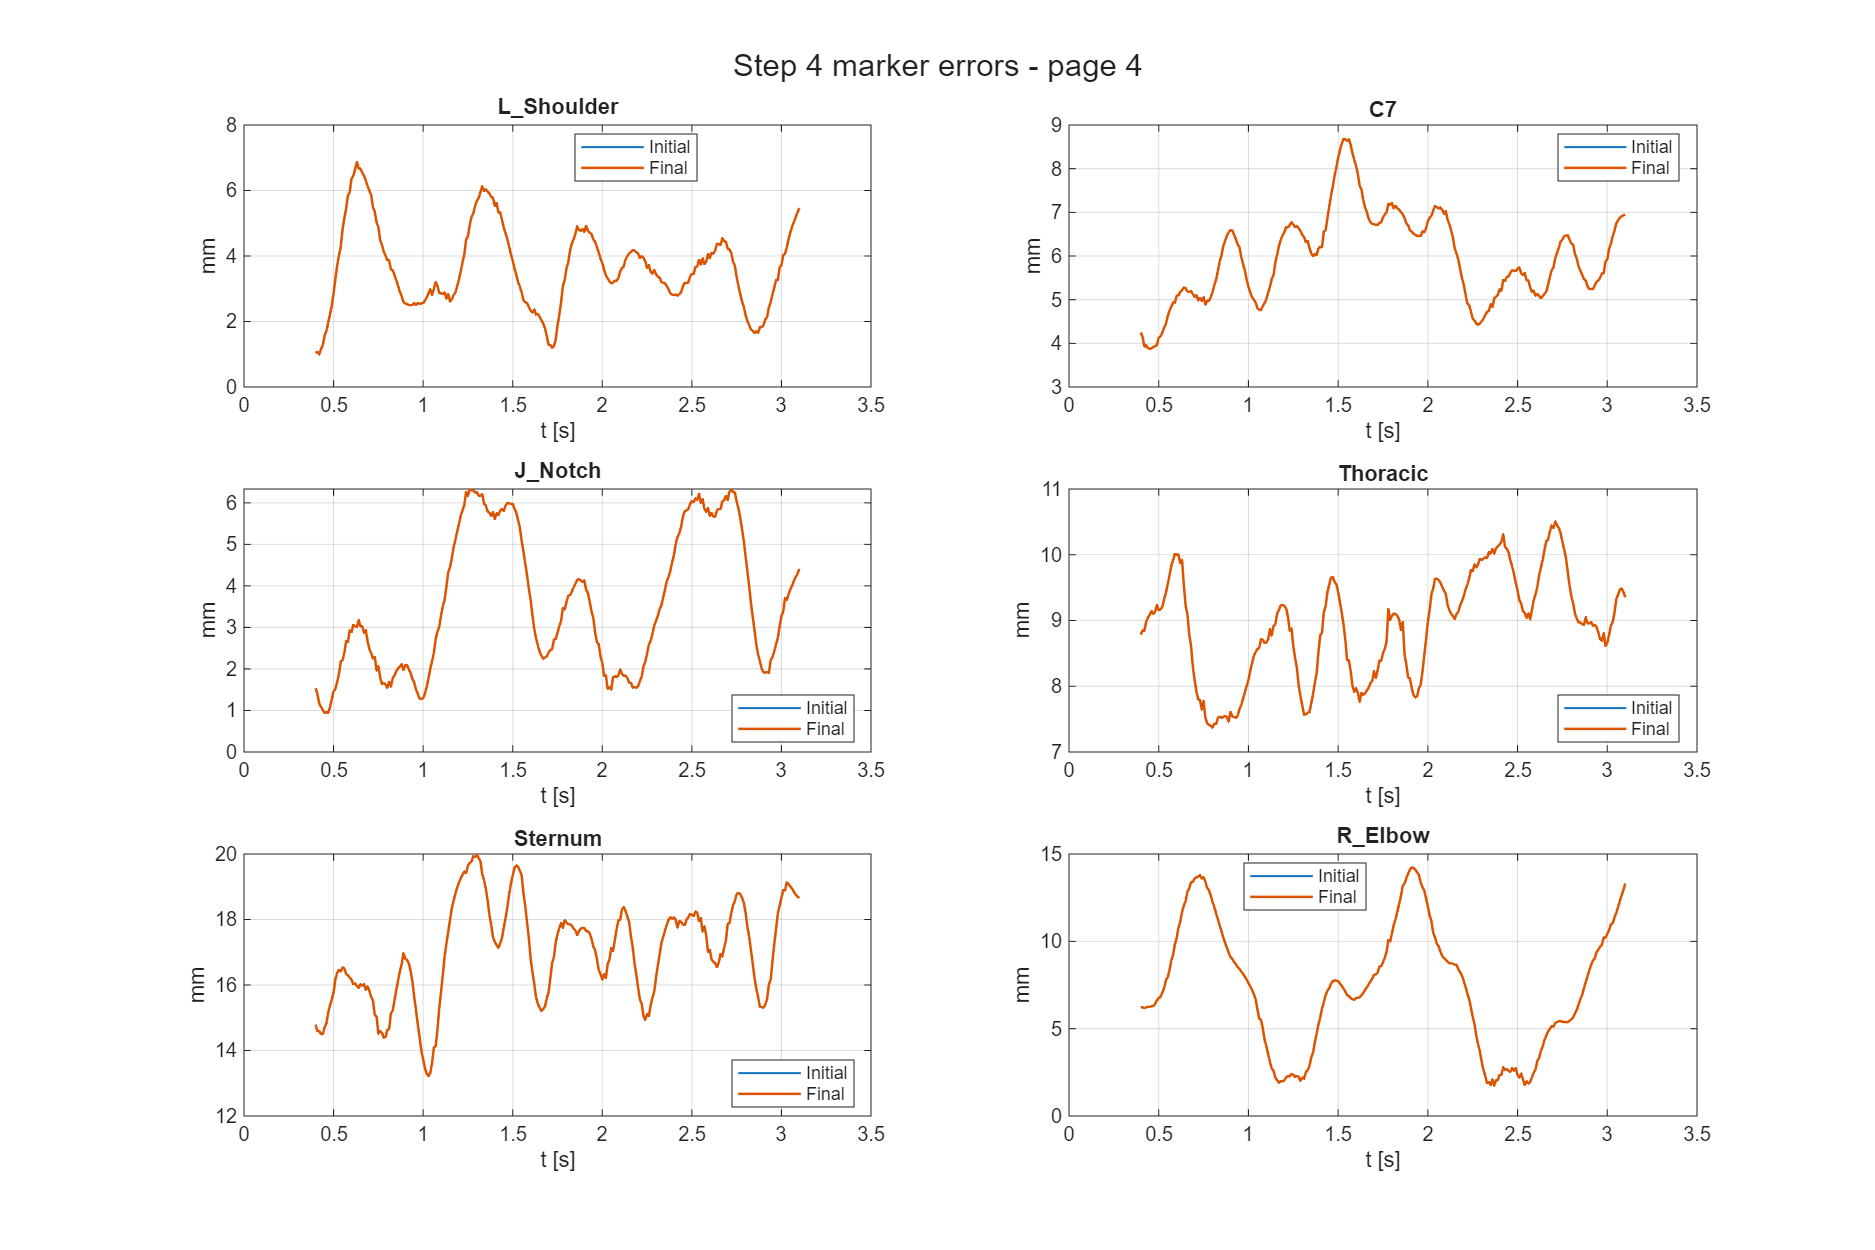 Step 4 marker errors - page 4
L_Shoulder
8
6
4
2
0
mm
Initial
Final
0 0.5 1 1.5 2 2.5 3 3.5
t [s]
C7
9
8
7
6
5
4
3
mm
Initial
Final
0 0.5 1 1.5 2 2.5 3 3.5
t [s]
J_Notch
6
5
4
3
2
1
0
mm
Initial
Final
0 0.5 1 1.5 2 2.5 3 3.5
t [s]
Thoracic
11
10
9
8
7
mm
Initial
Final
0 0.5 1 1.5 2 2.5 3 3.5
t [s]
Sternum
20
18
16
14
12
mm
Initial
Final
0 0.5 1 1.5 2 2.5 3 3.5
t [s]
R_Elbow
15
10
5
0
mm
Initial
Final
0 0.5 1 1.5 2 2.5 3 3.5
t [s]